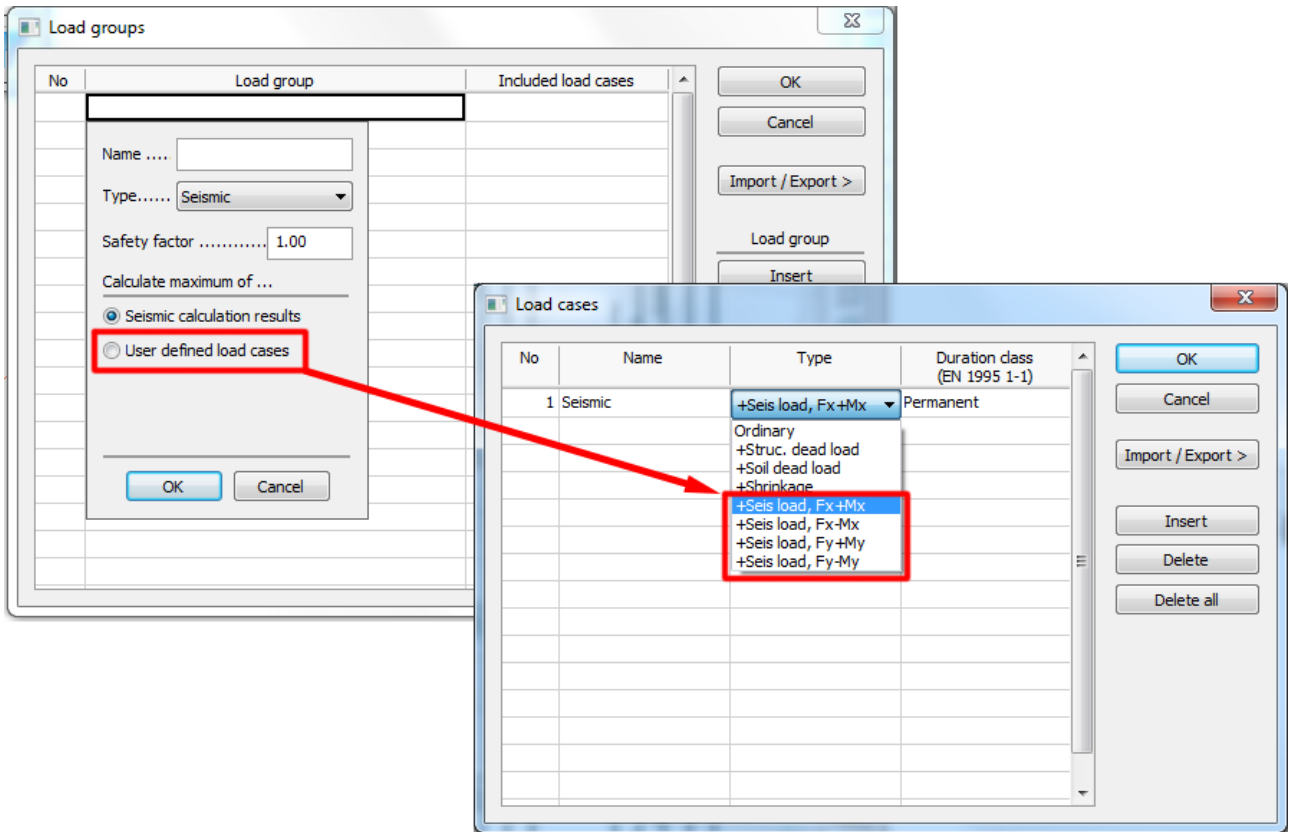 Load groups
No Load group Included load cases
OK
Cancel
Import / Export >
Load group
Insert
Name ....
Type...... Seismic
Safety factor ............ 1.00
Calculate maximum of ...
Seismic calculation results
User defined load cases
OK Cancel
Load cases
No Name Type Duration class
(EN 1995 1-1)
1 Seismic +Seis load, Fx+Mx Permanent
Ordinary
+Struc. dead load
+Soil dead load
+Shrinkage
+Seis load, Fx+Mx
+Seis load, Fx-Mx
+Seis load, Fy+My
+Seis load, Fy-My
OK
Cancel
Import / Export >
Insert
Delete
Delete all